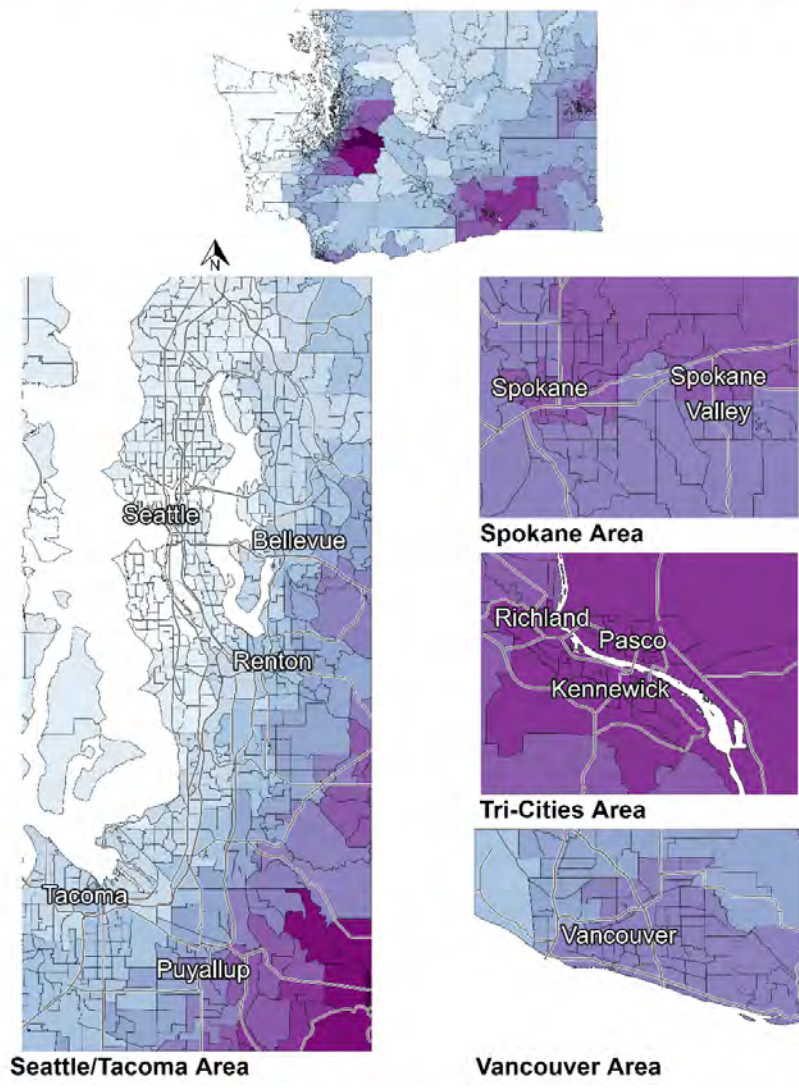 N
Seattle
Bellevue
Renton
Tacoma
Puyallup
Seattle/Tacoma Area
Spokane
Spokane
Valley
Spokane Area
Richland
Pasco
Kennewick
Tri-Cities Area
Vancouver
Vancouver Area